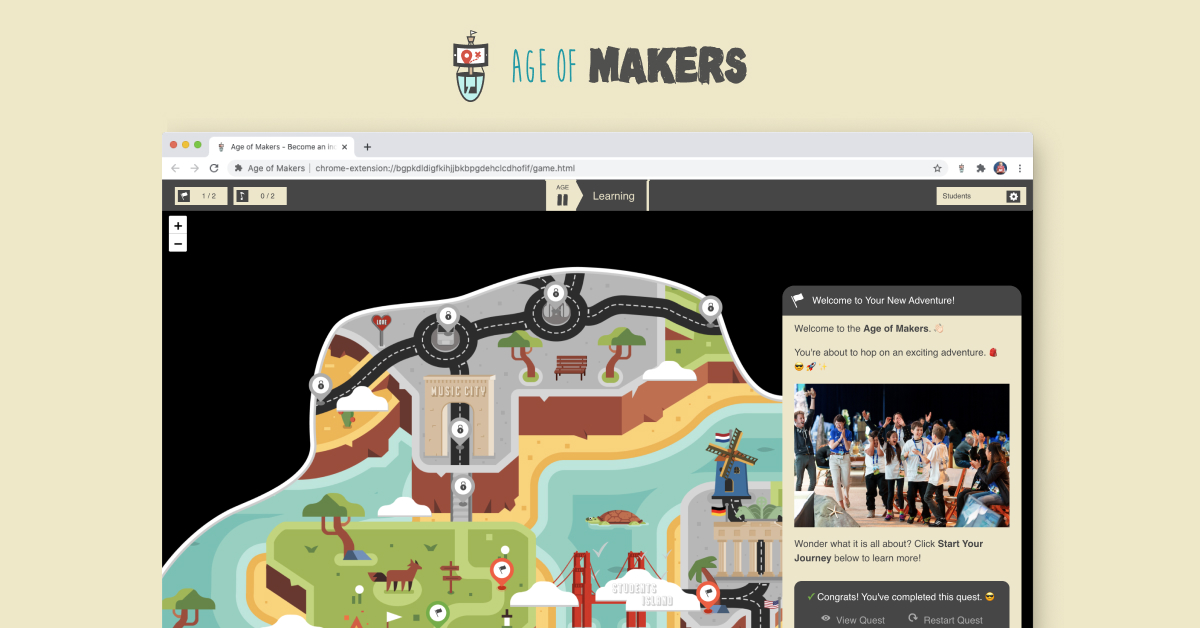 AGE OF MAKERS
Age of Makers - Become an in
Age of Makers | chrome-extension://bgpkdldigfkihjjbkbpgdehclcdhofif/game.html
1 / 2
0 / 2
AGE
II
Learning
Students
+
−
Welcome to Your New Adventure!
Welcome to the Age of Makers.
You're about to hop on an exciting adventure.
LOVE
MUSIC CITY
Wonder what it is all about? Click Start Your
Journey below to learn more!
STUDENTS
ISLAND
✓Congrats! You've completed this quest. 😎
View Quest
Restart Quest